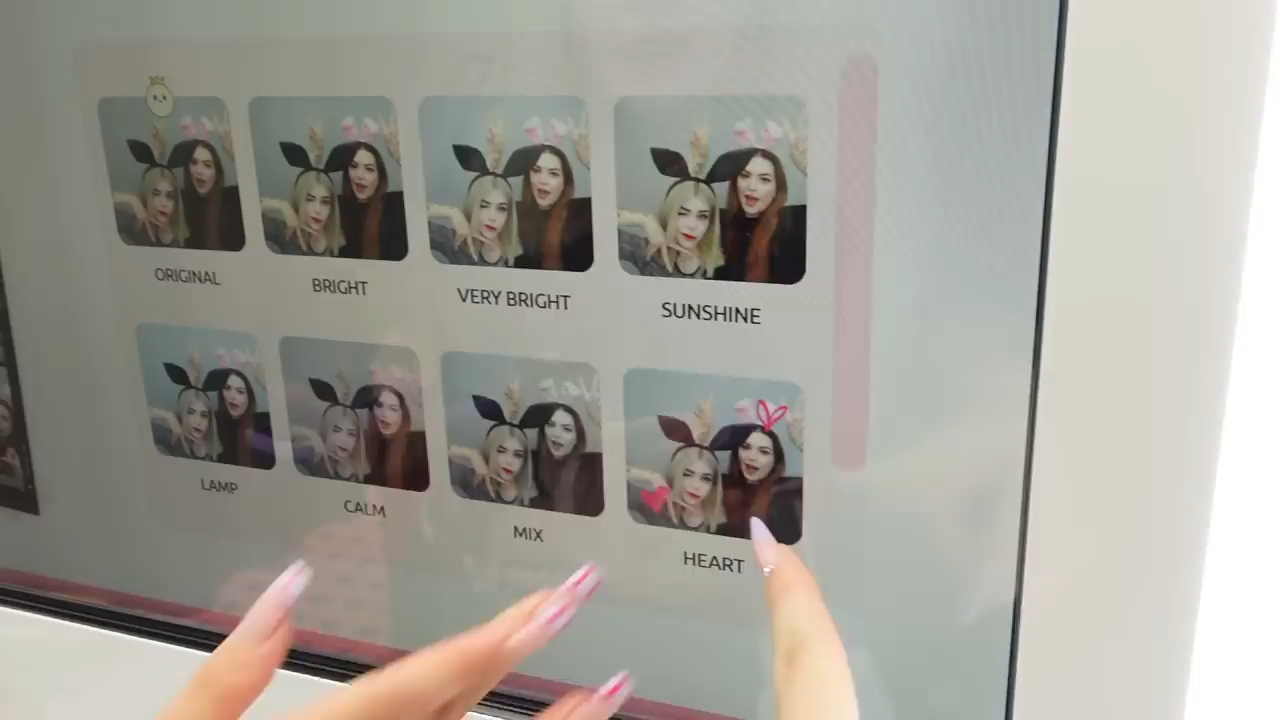 ORIGINAL
BRIGHT
VERY BRIGHT
SUNSHINE
LAMP
CALM
MIX
HEART